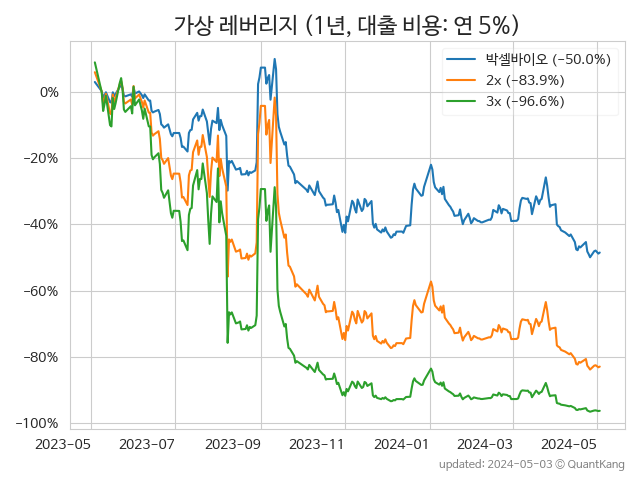 가상 레버리지 (1년, 대출 비용: 연 5%)
박셀바이오 (−50.0%)
2x (−83.9%)
3x (−96.6%)
0%
−20%
−40%
−60%
−80%
−100%
2023-05 2023-07 2023-09 2023-11 2024-01 2024-03 2024-05
updated: 2024-05-03 © QuantKang